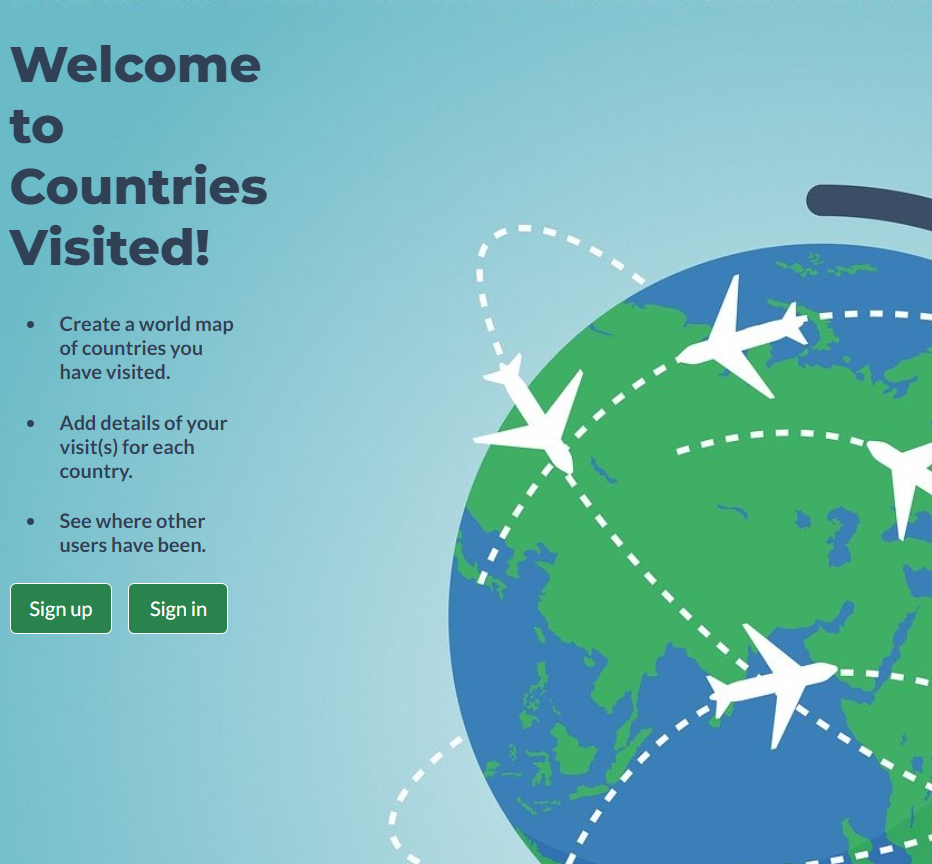 Welcome
to
Countries
Visited!
• Create a world map
of countries you
have visited.
• Add details of your
visit(s) for each
country.
• See where other
users have been.
Sign up Sign in